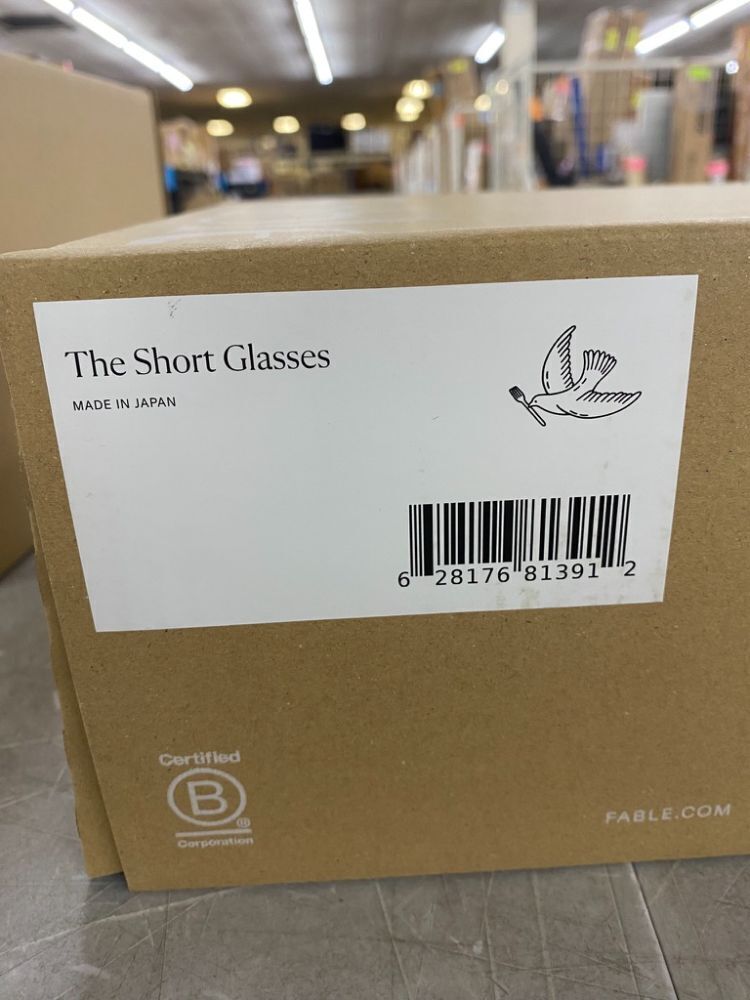 The Short Glasses
MADE IN JAPAN
6 28176 81391 2
Certified
B
®
Corporation
FABLE.COM